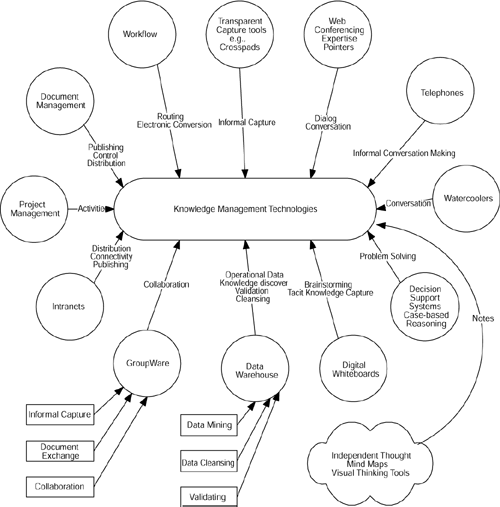 Workflow
Transparent
Capture tools
e.g.,
Crosspads
Web
Conferencing
Expertise
Pointers
Document
Management
Telephones
Routing
Electronic Conversion
Informal Capture
Dialog
Conversation
Publishing
Control
Distribution
Informal Conversation Making
Project
Management
Activitie
Knowledge Management Technologies
Conversation
Watercoolers
Distribution
Connectivity
Publishing
Problem Solving
Intranets
Collaboration
Operational Data
Knowledge discover
Validation
Cleansing
Brainstorming
Tacit Knowledge Capture
Decision
Support
Systems
Case-based
Reasoning
Notes
GroupWare
Data
Warehouse
Digital
Whiteboards
Informal Capture
Document
Exchange
Collaboration
Data Mining
Data Cleansing
Validating
Independent Thought
Mind Maps
Visual Thinking Tools